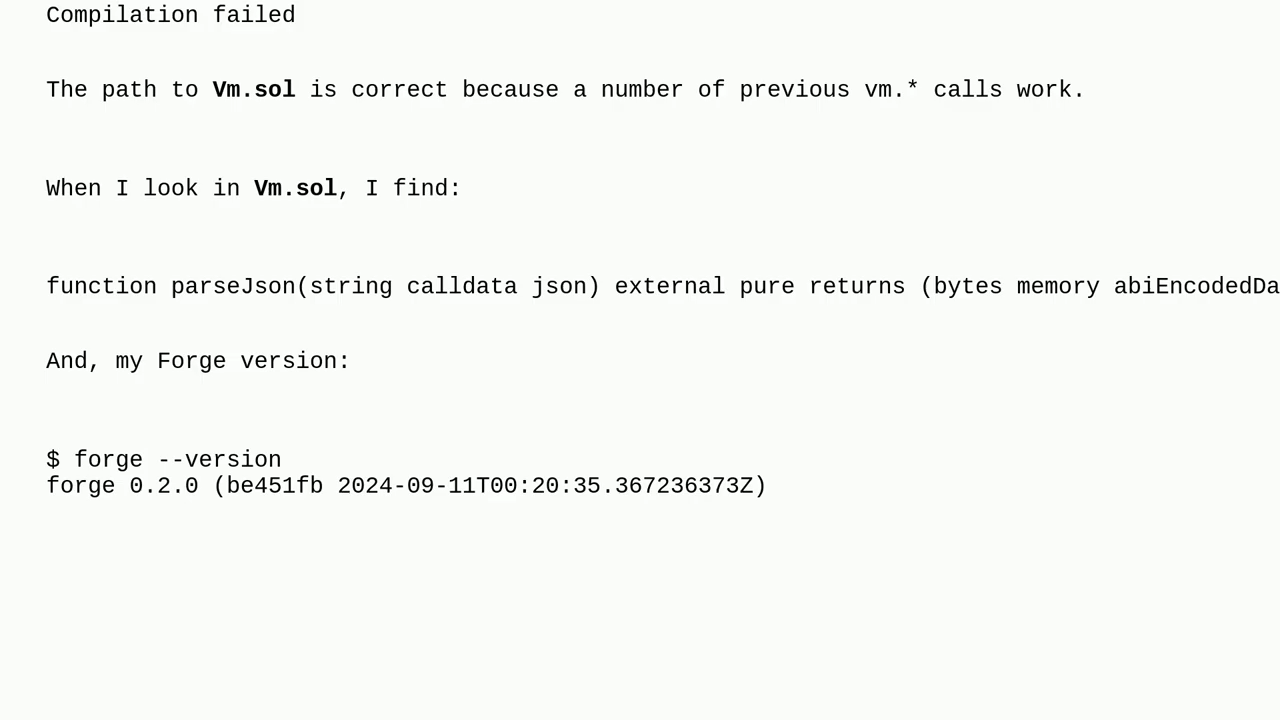 Compilation failed
The path to Vm.sol is correct because a number of previous vm.* calls work.
When I look in Vm.sol, I find:
function parseJson(string calldata json) external pure returns (bytes memory abiEncodedDa
And, my Forge version:
$ forge --version
forge 0.2.0 (be451fb 2024-09-11T00:20:35.367236373Z)